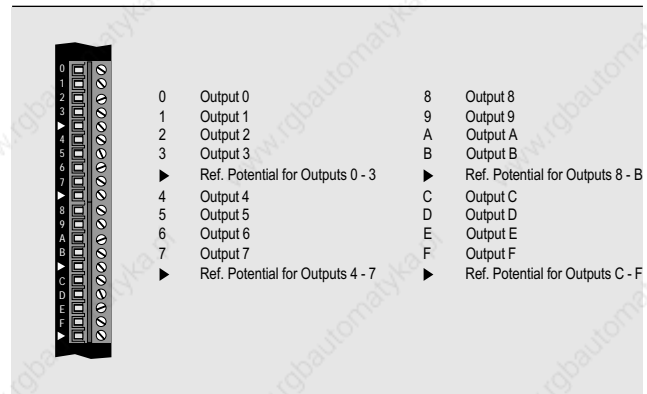 0
1
2
3
▶
4
5
6
7
▶
8
9
A
B
▶
C
D
E
F
▶
0 Output 0
1 Output 1
2 Output 2
3 Output 3
▶ Ref. Potential for Outputs 0 - 3
4 Output 4
5 Output 5
6 Output 6
7 Output 7
▶ Ref. Potential for Outputs 4 - 7
8 Output 8
9 Output 9
A Output A
B Output B
▶ Ref. Potential for Outputs 8 - B
C Output C
D Output D
E Output E
F Output F
▶ Ref. Potential for Outputs C - F